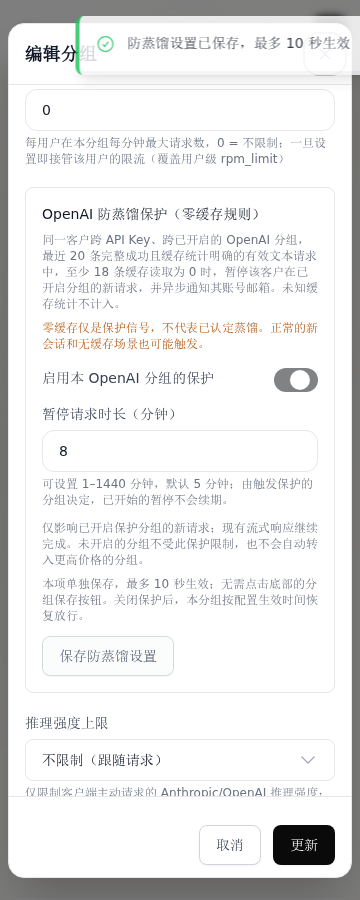 编辑分组
防蒸馏设置已保存，最多 10 秒生效
0
每用户在本分组每分钟最大请求数，0 = 不限制；一旦设
置即接管该用户的限流（覆盖用户级 rpm_limit）
OpenAI 防蒸馏保护（零缓存规则）
同一客户跨 API Key、跨已开启的 OpenAI 分组，
最近 20 条完整成功且缓存统计明确的有效文本请求
中，至少 18 条缓存读取为 0 时，暂停该客户在已
开启分组的新请求，并异步通知其账号邮箱。未知缓
存统计不计入。
零缓存仅是保护信号，不代表已认定蒸馏。正常的新
会话和无缓存场景也可能触发。
启用本 OpenAI 分组的保护
暂停请求时长（分钟）
8
可设置 1–1440 分钟，默认 5 分钟；由触发保护的
分组决定，已开始的暂停不会续期。
仅影响已开启保护分组的新请求；现有流式响应继续
完成。未开启的分组不受此保护限制，也不会自动转
入更高价格的分组。
本项单独保存，最多 10 秒生效；无需点击底部的分
组保存按钮。关闭保护后，本分组按配置生效时间恢
复放行。
保存防蒸馏设置
推理强度上限
不限制（跟随请求）
仅限制客户端主动请求的 Anthropic/OpenAI 推理强度，
取消
更新